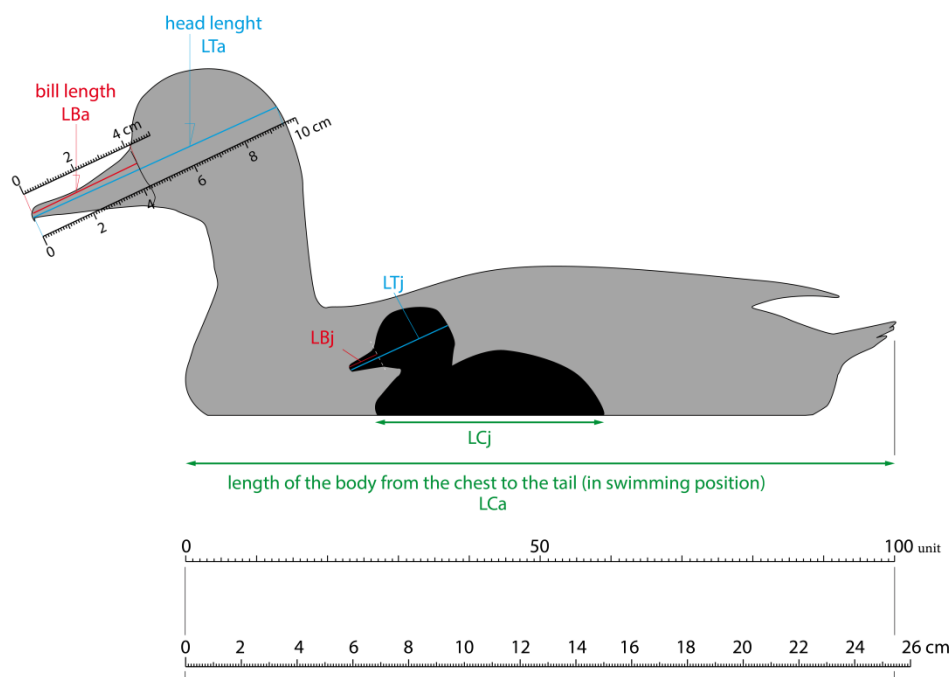 head lenght
LTa
bill length
LBa
0 2 4 cm
0 2 4 6 8 10 cm
LTj
LBj
LCj
length of the body from the chest to the tail (in swimming position)
LCa
0 50 100 unit
0 2 4 6 8 10 12 14 16 18 20 22 24 26 cm